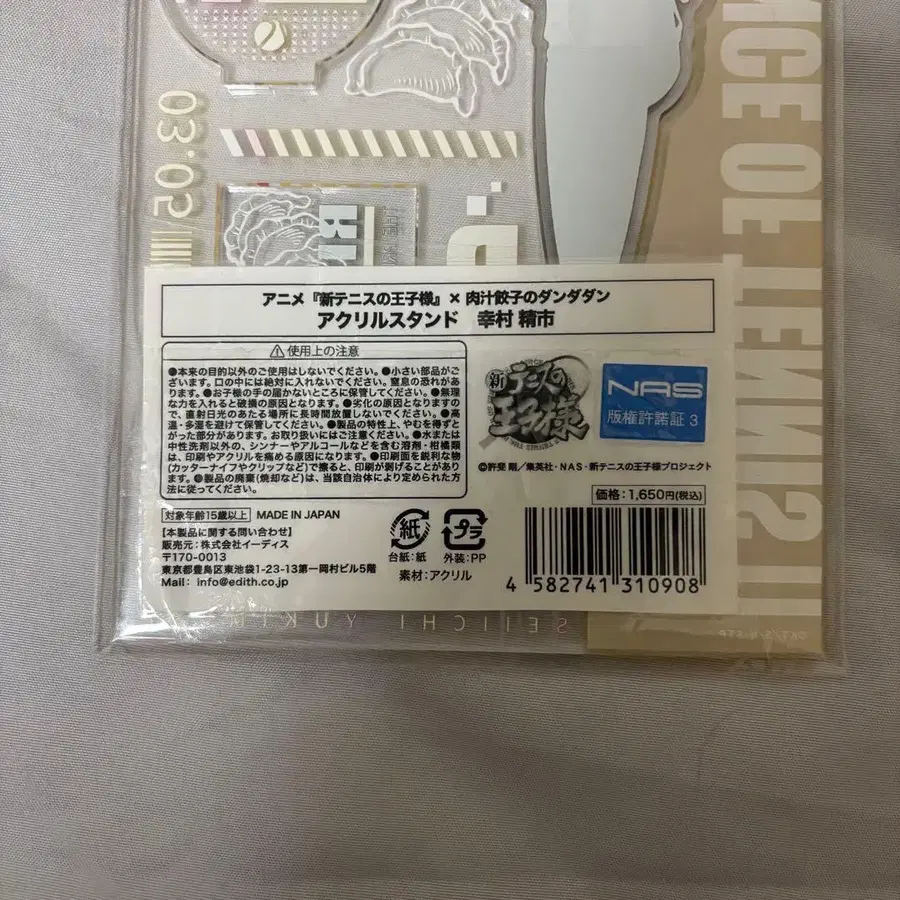 03.05
NCE OF TENNIS II
アニメ『新テニスの王子様』× 肉汁餃子のダンダダン
アクリルスタンド　幸村 精市
⚠使用上の注意
●本来の目的以外のご使用はしないでください。●小さい部品がご
ざいます。口の中には絶対に入れないでください。窒息の恐れがあ
ります。●お子様の手の届かないところに保管してください。●無理
な力を入れると破損の原因となります。●劣化の原因となりますの
で、直射日光のあたる場所に長時間放置しないでください。●高
温・多湿を避けて保管してください。●製品の特性上、やむを得ずと
がった部分があります。お取り扱いにはご注意ください。●水または
中性洗剤以外の、シンナーやアルコールなどを含む溶剤・柑橘類
は、印刷やアクリルを痛める原因になります。●印刷面を鋭利な物
(カッターナイフやクリップなど)で擦ると、印刷が剥げることがあり
ます。●製品の廃棄(焼却など)は、当該自治体により定められた方
法に従ってください。
新テニスの王子様
NAS
版権許諾証 3
©許斐 剛／集英社・NAS・新テニスの王子様プロジェクト
価格：1,650円(税込)
対象年齢15歳以上 MADE IN JAPAN
【本製品に関する問い合わせ】
販売元：株式会社イーディス
〒170-0013
東京都豊島区東池袋1-23-13第一岡村ビル5階
Mail: info@edith.co.jp
紙
台紙：紙
プラ
外装：PP
素材：アクリル
4 582741 310908
SEIICHI YUKIM